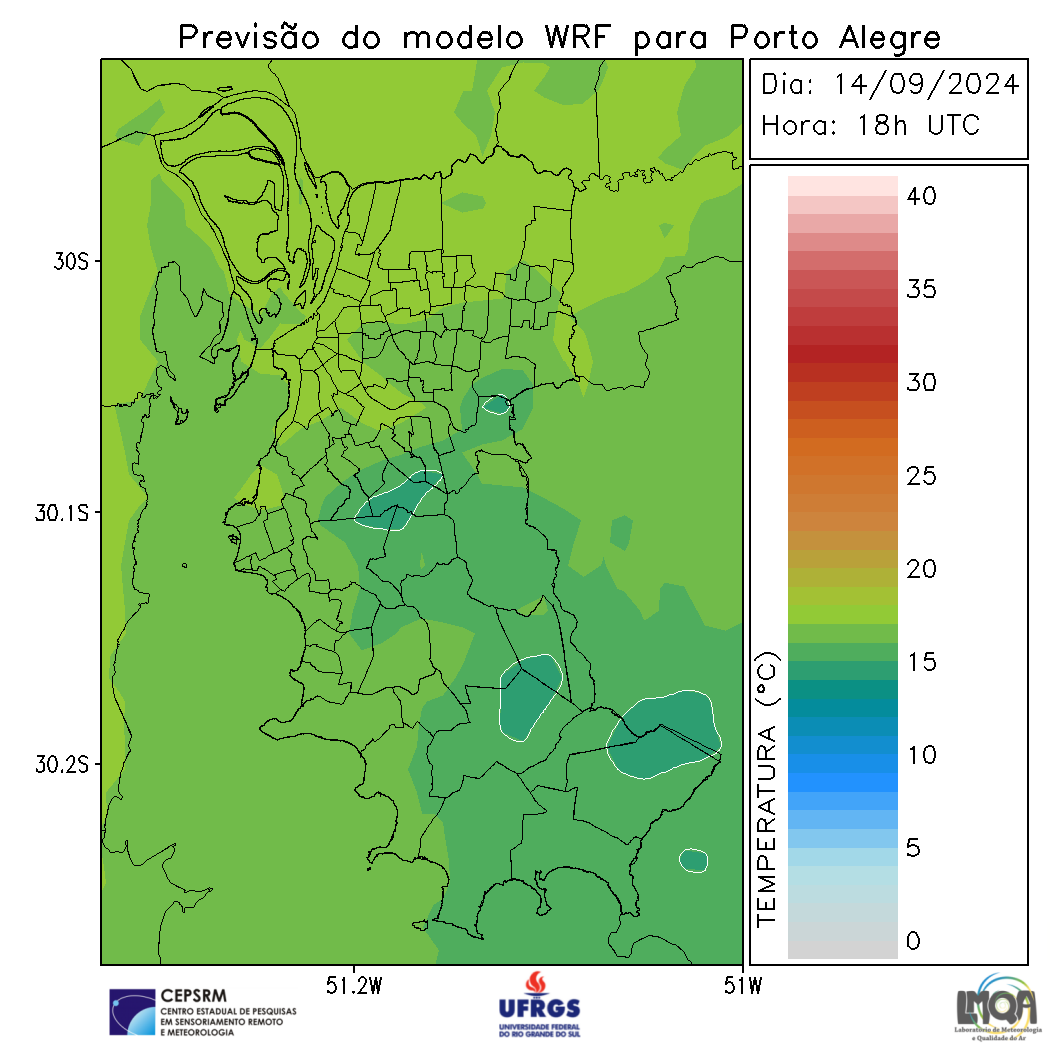 Previsão do modelo WRF para Porto Alegre
Dia: 14/09/2024
Hora: 18h UTC
30S
30.1S
30.2S
51.2W
51W
TEMPERATURA (°C)
40
35
30
25
20
15
10
5
0
CEPSRM
CENTRO ESTADUAL DE PESQUISAS
EM SENSORIAMENTO REMOTO
E METEOROLOGIA
UFRGS
UNIVERSIDADE FEDERAL
DO RIO GRANDE DO SUL
LMQA
Laboratório de Meteorologia
e Qualidade do Ar